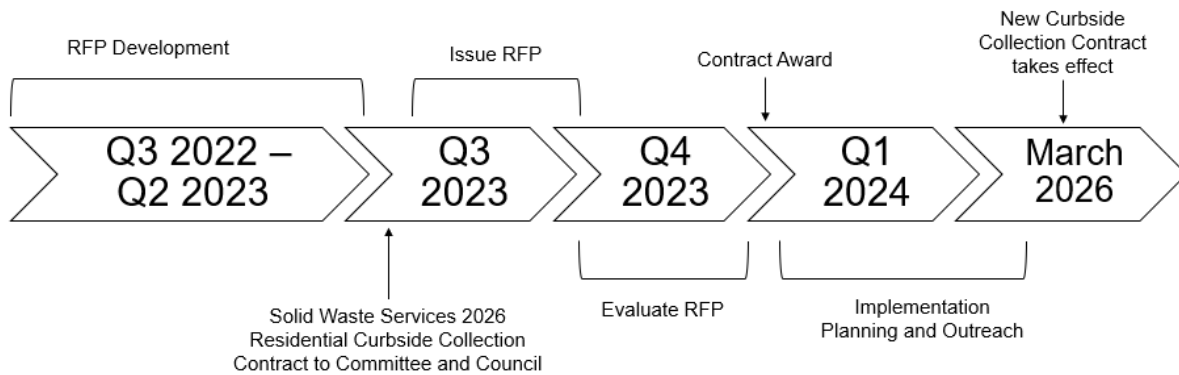 RFP Development
Issue RFP
Contract Award
New Curbside
Collection Contract
takes effect
Q3 2022 –
Q2 2023
Q3
2023
Q4
2023
Q1
2024
March
2026
Solid Waste Services 2026
Residential Curbside Collection
Contract to Committee and Council
Evaluate RFP
Implementation
Planning and Outreach